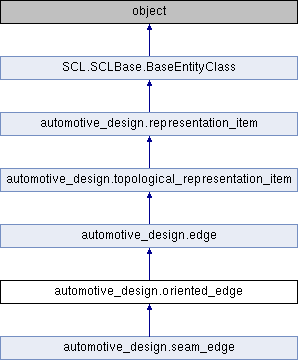 object
SCL.SCLBase.BaseEntityClass
automotive_design.representation_item
automotive_design.topological_representation_item
automotive_design.edge
automotive_design.oriented_edge
automotive_design.seam_edge